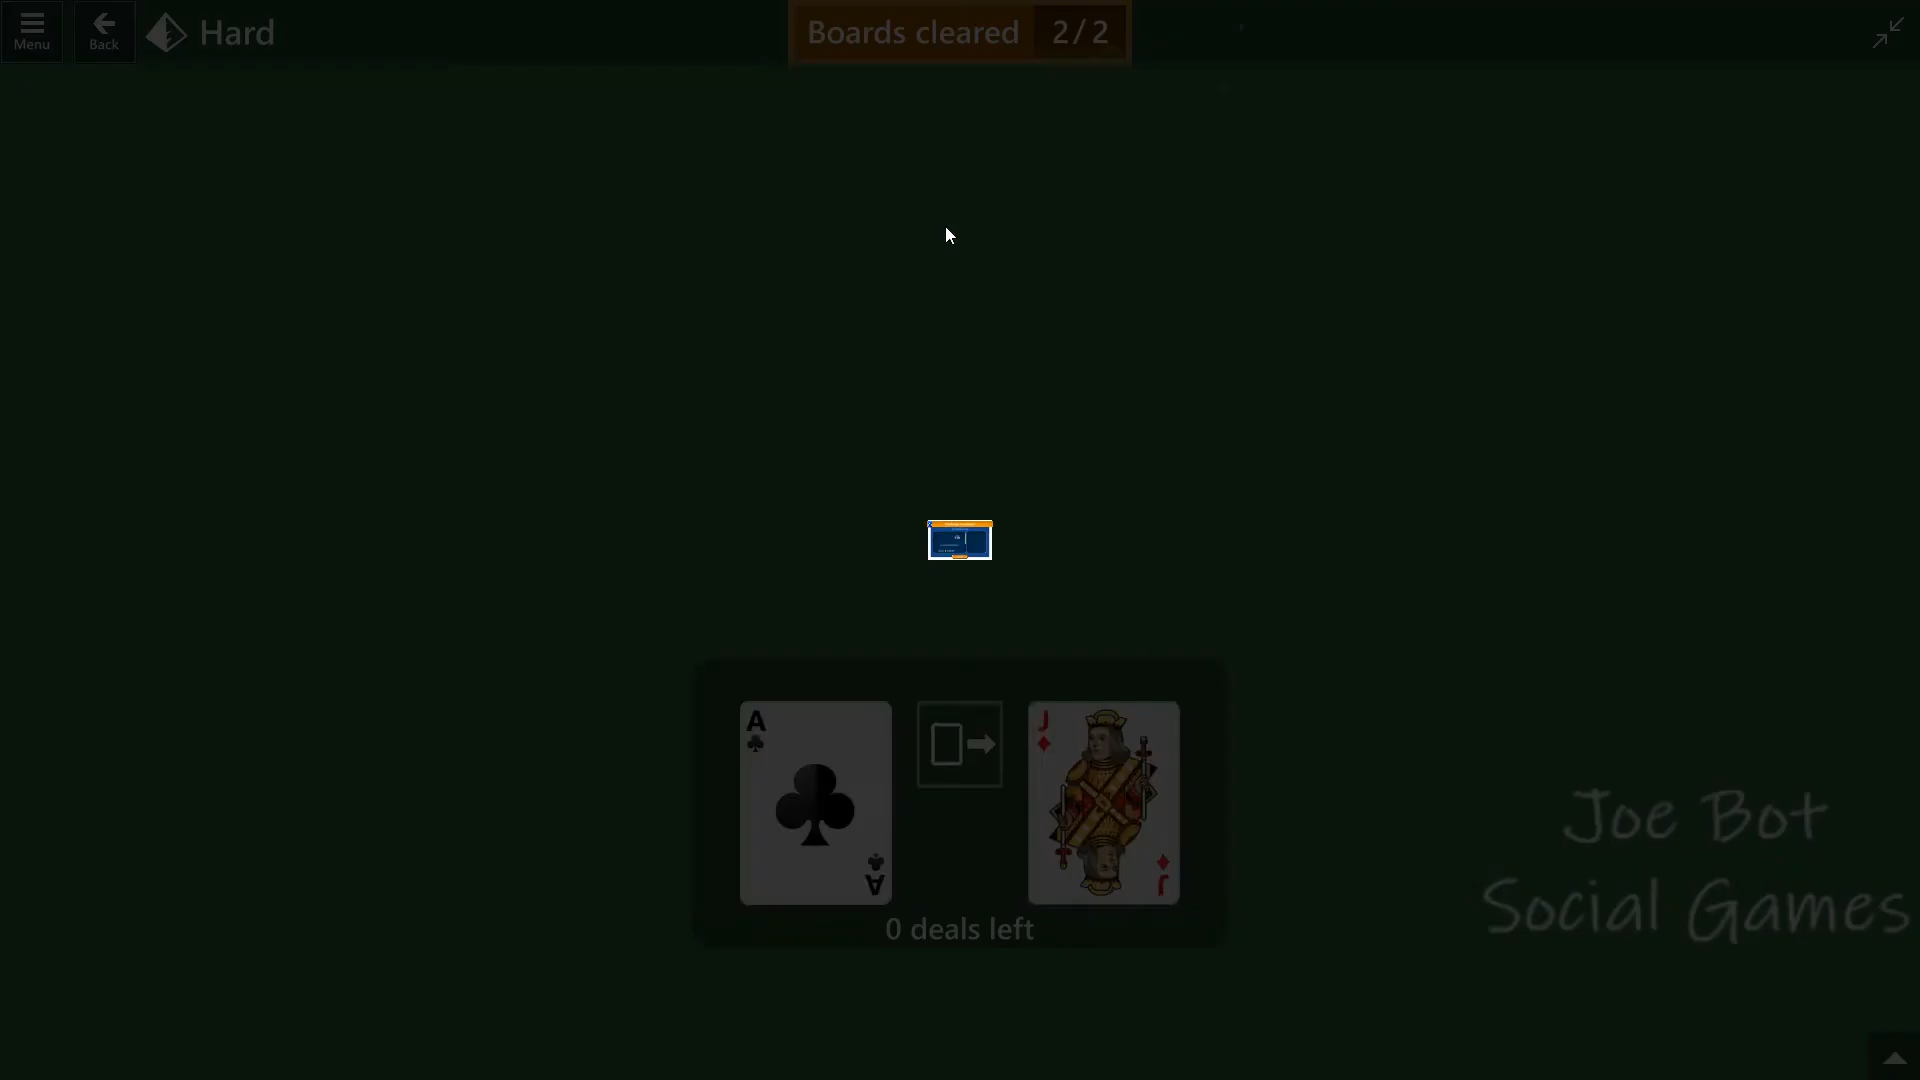 Menu
Back
Hard
Boards cleared 2/2
A
A
J
J
0 deals left
Joe Bot
Social Games